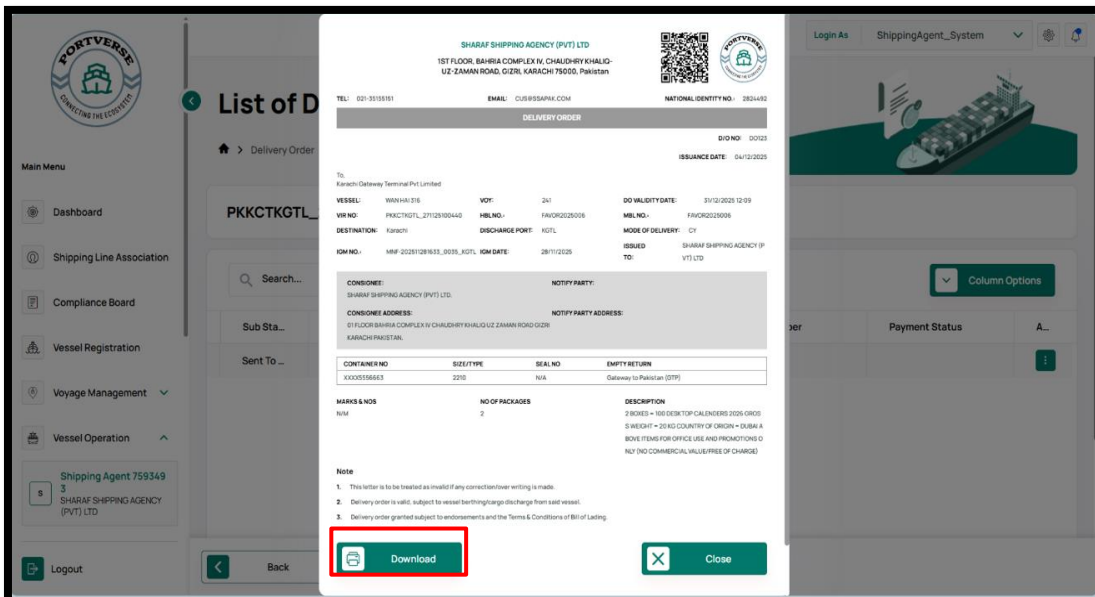 PORTVERSE
CONNECTING THE ECOSYSTEM
Main Menu
Dashboard
Shipping Line Association
Compliance Board
Vessel Registration
Voyage Management
Vessel Operation
S
Shipping Agent 759349
3
SHARAF SHIPPING AGENCY
(PVT) LTD
Logout
List of D
Delivery Order
Login As ShippingAgent_System
PKKCTKGTL_
Search...
Column Options
Sub Sta... ber Payment Status A...
Sent To ...
Back
SHARAF SHIPPING AGENCY (PVT) LTD
1ST FLOOR, BAHRIA COMPLEX IV, CHAUDHRY KHALIQ-
UZ-ZAMAN ROAD, GIZRI, KARACHI 75000, Pakistan
PORTVERSE
TEL: 021-35155151 EMAIL: CUS@SSAPAK.COM NATIONAL IDENTITY NO.: 2824492
DELIVERY ORDER
D/O NO: DO123
ISSUANCE DATE: 04/12/2025
To,
Karachi Gateway Terminal Pvt Limited
VESSEL: WAN HAI 316 VOY: 241 DO VALIDITY DATE: 31/12/2025 12:09
VIR NO: PKKCTKGTL_271125100440 HBL NO.: FAVOR2025006 MBL NO.: FAVOR2025006
DESTINATION: Karachi DISCHARGE PORT: KGTL MODE OF DELIVERY: CY
IGM NO.: MNF-202511281633_0035_KGTL IGM DATE: 28/11/2025 ISSUED TO: SHARAF SHIPPING AGENCY (P
VT) LTD
CONSIGNEE: NOTIFY PARTY:
SHARAF SHIPPING AGENCY (PVT) LTD.
CONSIGNEE ADDRESS: NOTIFY PARTY ADDRESS:
01 FLOOR BAHRIA COMPLEX IV CHAUDHRY KHALIQ UZ ZAMAN ROAD GIZRI
KARACHI PAKISTAN.
CONTAINER NO SIZE/TYPE SEAL NO EMPTY RETURN
XXXX5556663 2210 N/A Gateway to Pakistan (GTP)
MARKS & NOS NO OF PACKAGES DESCRIPTION
N/M 2 2 BOXES = 100 DESKTOP CALENDERS 2026 GROS
S WEIGHT = 20 KG COUNTRY OF ORIGIN = DUBAI A
BOVE ITEMS FOR OFFICE USE AND PROMOTIONS O
NLY (NO COMMERCIAL VALUE/FREE OF CHARGE)
Note
1. This letter is to be treated as invalid if any correction/over writing is made.
2. Delivery order is valid, subject to vessel berthing/cargo discharge from said vessel.
3. Delivery order granted subject to endorsements and the Terms & Conditions of Bill of Lading.
Download
Close